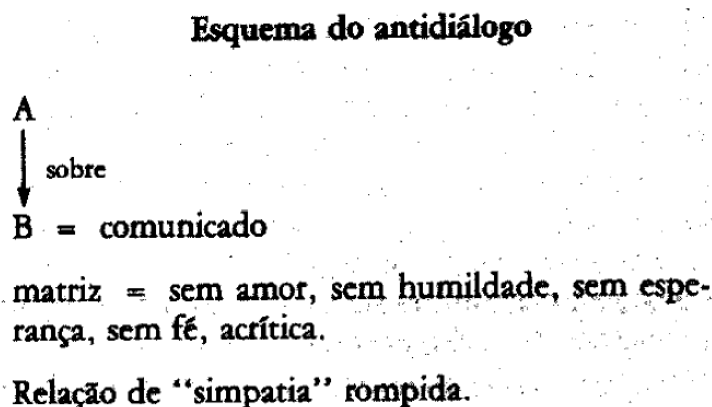 Esquema do antidiálogo
A
sobre
B = comunicado
matriz = sem amor, sem humildade, sem espe-
rança, sem fé, acrítica.
Relação de “simpatia” rompida.